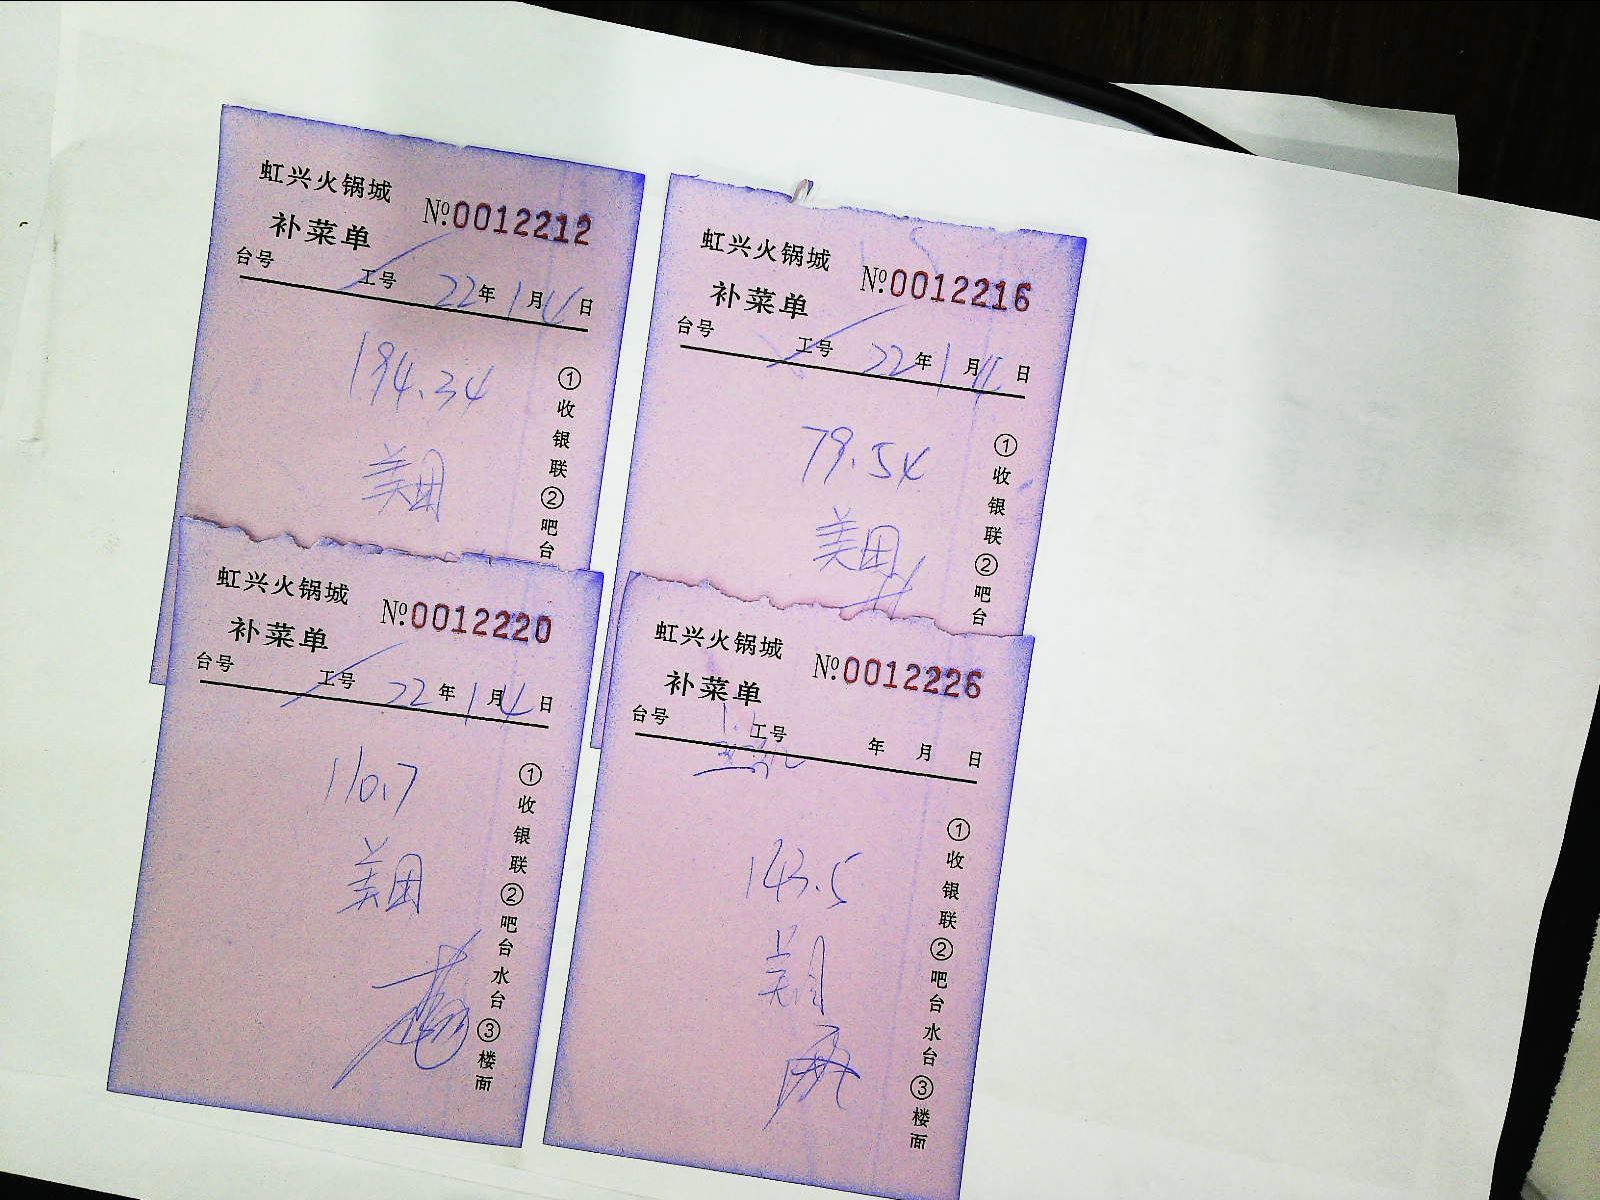 虹兴火锅城 №0012212
补菜单
台号 工号 22年1月4日
194.34
美团
①收银联②吧台
虹兴火锅城 №0012216
补菜单
台号 工号 22年1月4日
79.54
美团
①收银联②吧台
虹兴火锅城 №0012220
补菜单
台号 工号 22年1月4日
110.7
美团
①收银联②吧台水台③楼面
虹兴火锅城 №0012226
补菜单
台号 工号 年 月 日
143.5
美团
①收银联②吧台水台③楼面